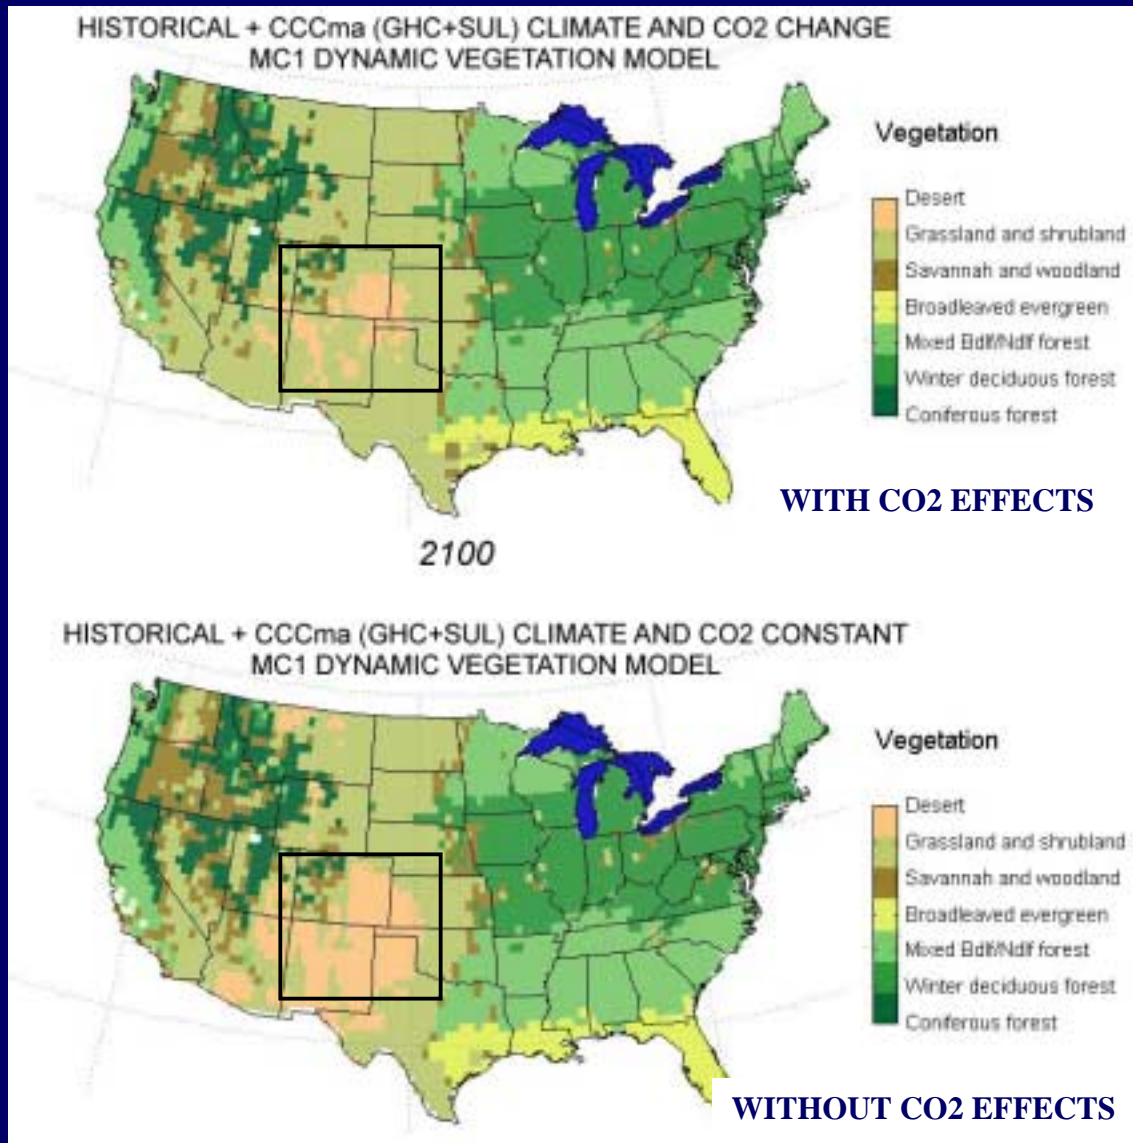 HISTORICAL + CCCma (GHC+SUL) CLIMATE AND CO2 CHANGE
MC1 DYNAMIC VEGETATION MODEL
Vegetation
Desert
Grassland and shrubland
Savannah and woodland
Broadleaved evergreen
Mixed Bdlf/Ndlf forest
Winter deciduous forest
Coniferous forest
WITH CO2 EFFECTS
2100
HISTORICAL + CCCma (GHC+SUL) CLIMATE AND CO2 CONSTANT
MC1 DYNAMIC VEGETATION MODEL
Vegetation
Desert
Grassland and shrubland
Savannah and woodland
Broadleaved evergreen
Mixed Bdlf/Ndlf forest
Winter deciduous forest
Coniferous forest
WITHOUT CO2 EFFECTS